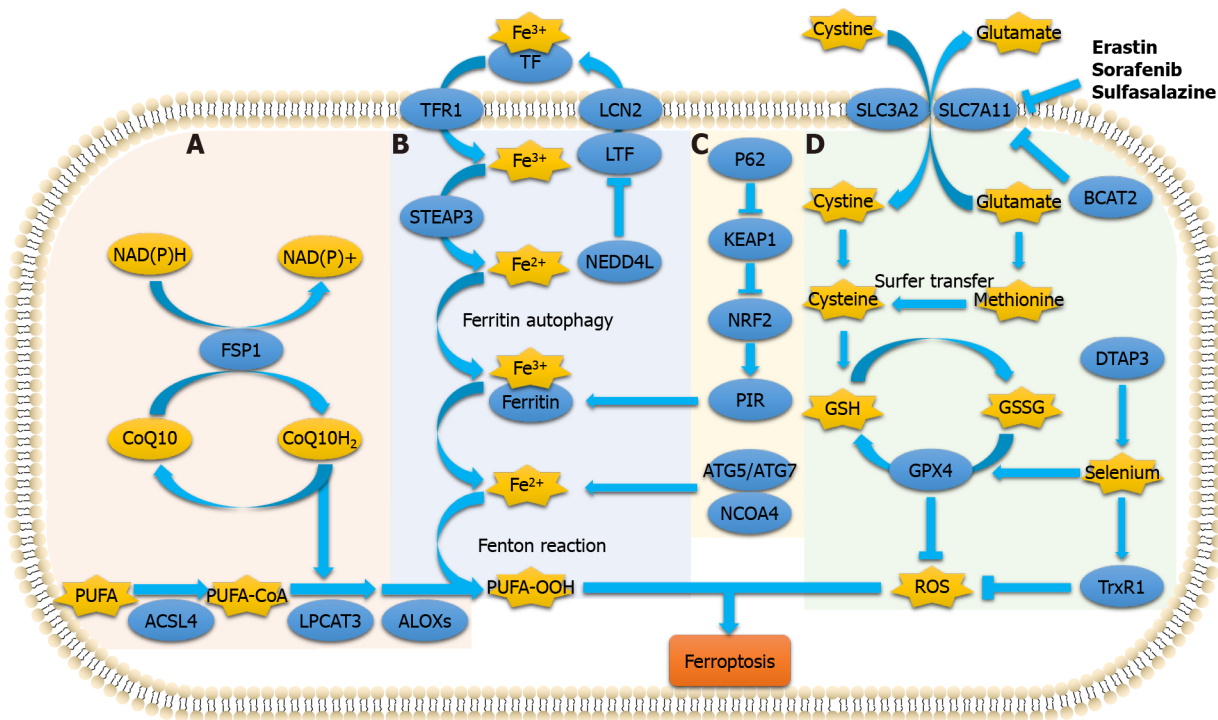 Fe³⁺
TF
Cystine
Glutamate
Erastin
Sorafenib
Sulfasalazine
TFR1
LCN2
SLC3A2
SLC7A11
A
NAD(P)H
NAD(P)+
FSP1
CoQ10
CoQ10H₂
PUFA
PUFA-CoA
ACSL4
LPCAT3
ALOXs
B
Fe³⁺
LTF
STEAP3
Fe²⁺
NEDD4L
Ferritin autophagy
Fe³⁺
Ferritin
Fe²⁺
Fenton reaction
PUFA-OOH
C
P62
KEAP1
NRF2
PIR
ATG5/ATG7
NCOA4
D
Cystine
Glutamate
BCAT2
Surfer transfer
Cysteine
Methionine
DTAP3
GSH
GSSG
GPX4
Selenium
ROS
TrxR1
Ferroptosis